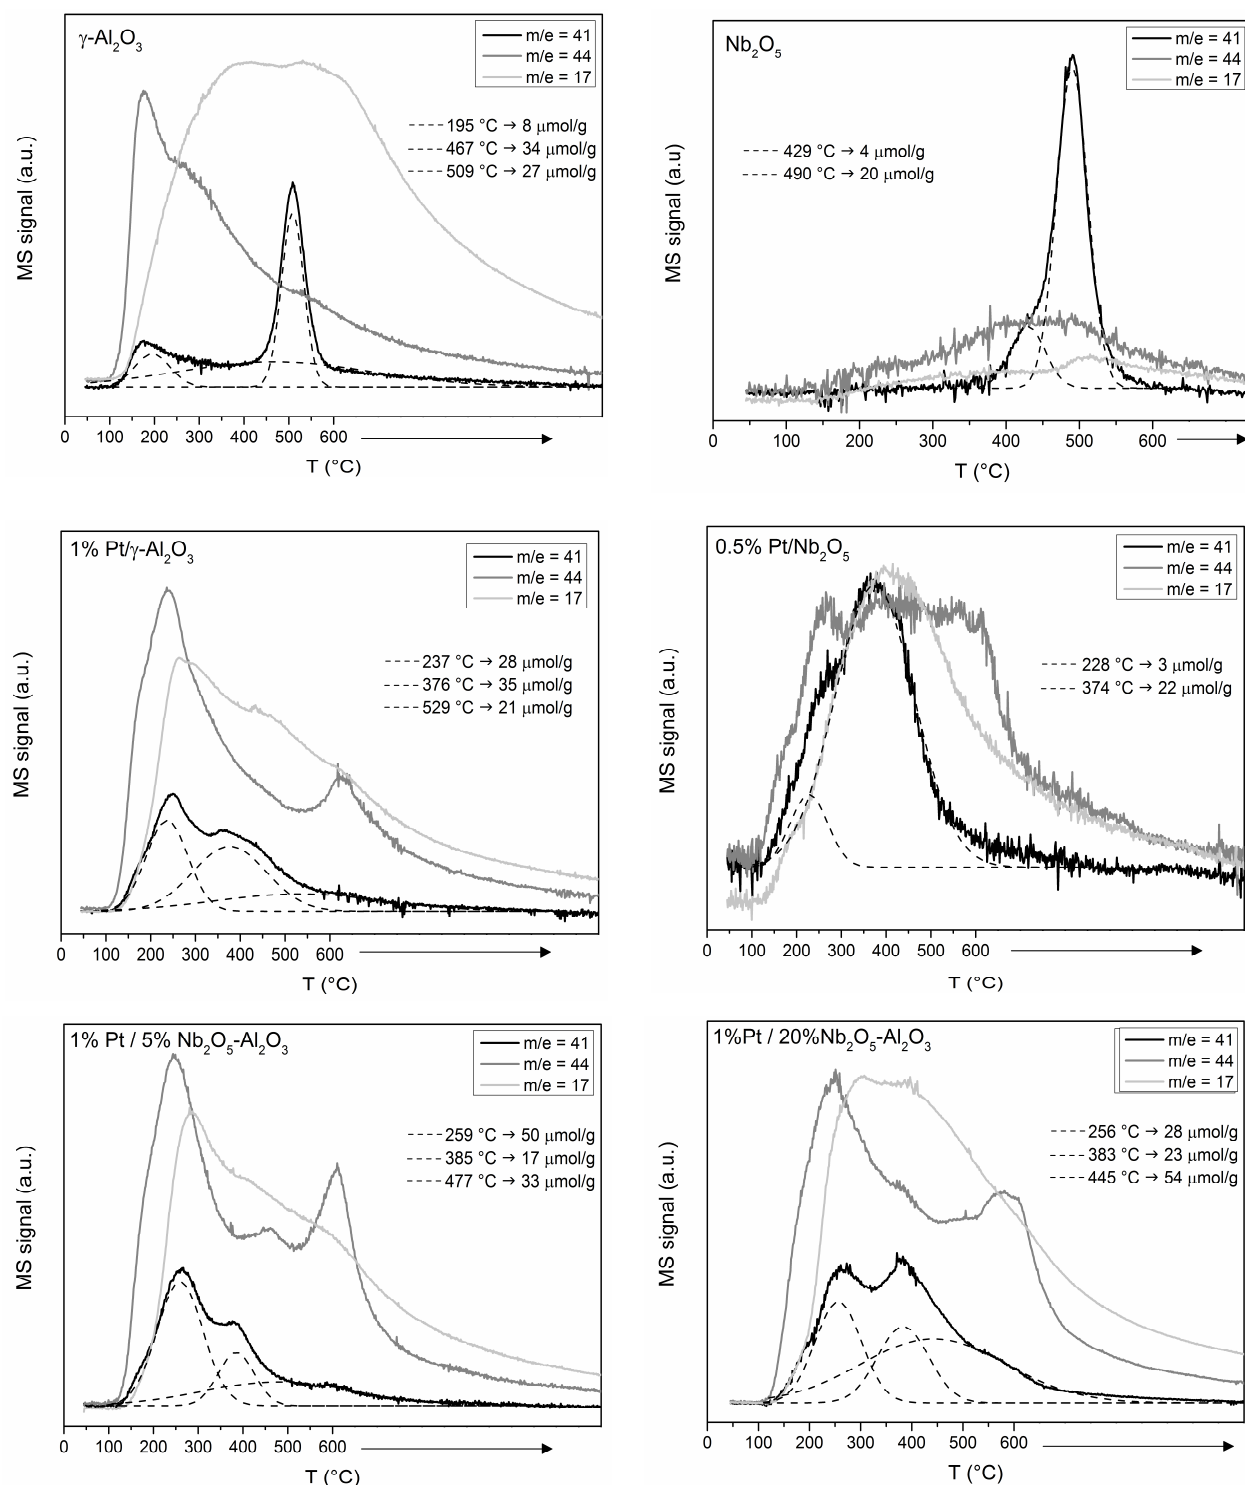 γ-Al2O3
m/e = 41
m/e = 44
m/e = 17
195 °C → 8 μmol/g
467 °C → 34 μmol/g
509 °C → 27 μmol/g
MS signal (a.u.)
0 100 200 300 400 500 600
T (°C)
Nb2O5
m/e = 41
m/e = 44
m/e = 17
429 °C → 4 μmol/g
490 °C → 20 μmol/g
MS signal (a.u)
0 100 200 300 400 500 600
T (°C)
1% Pt/γ-Al2O3
m/e = 41
m/e = 44
m/e = 17
237 °C → 28 μmol/g
376 °C → 35 μmol/g
529 °C → 21 μmol/g
MS signal (a.u.)
0 100 200 300 400 500 600
T (°C)
0.5% Pt/Nb2O5
m/e = 41
m/e = 44
m/e = 17
228 °C → 3 μmol/g
374 °C → 22 μmol/g
MS signal (a.u.)
0 100 200 300 400 500 600
T (°C)
1% Pt / 5% Nb2O5-Al2O3
m/e = 41
m/e = 44
m/e = 17
259 °C → 50 μmol/g
385 °C → 17 μmol/g
477 °C → 33 μmol/g
MS signal (a.u.)
0 100 200 300 400 500 600
T (°C)
1%Pt / 20%Nb2O5-Al2O3
m/e = 41
m/e = 44
m/e = 17
256 °C → 28 μmol/g
383 °C → 23 μmol/g
445 °C → 54 μmol/g
MS signal (a.u.)
0 100 200 300 400 500 600
T (°C)